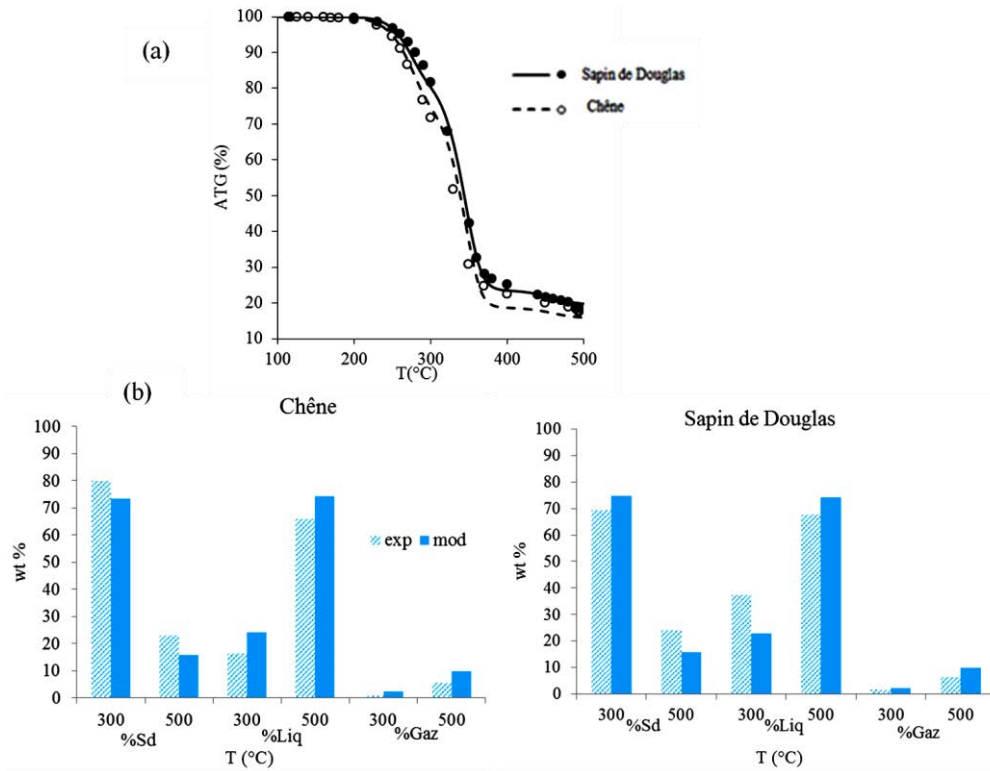 (a)
100
90
80
70
60
50
40
30
20
10
ATG (%)
100 200 300 400 500
T(°C)
Sapin de Douglas
Chêne
(b)
Chêne
100
90
80
70
60
50
40
30
20
10
0
wt %
exp mod
300 500 300 500 300 500
%Sd %Liq %Gaz
T (°C)
Sapin de Douglas
100
90
80
70
60
50
40
30
20
10
0
wt %
300 500 300 500 300 500
%Sd %Liq %Gaz
T (°C)